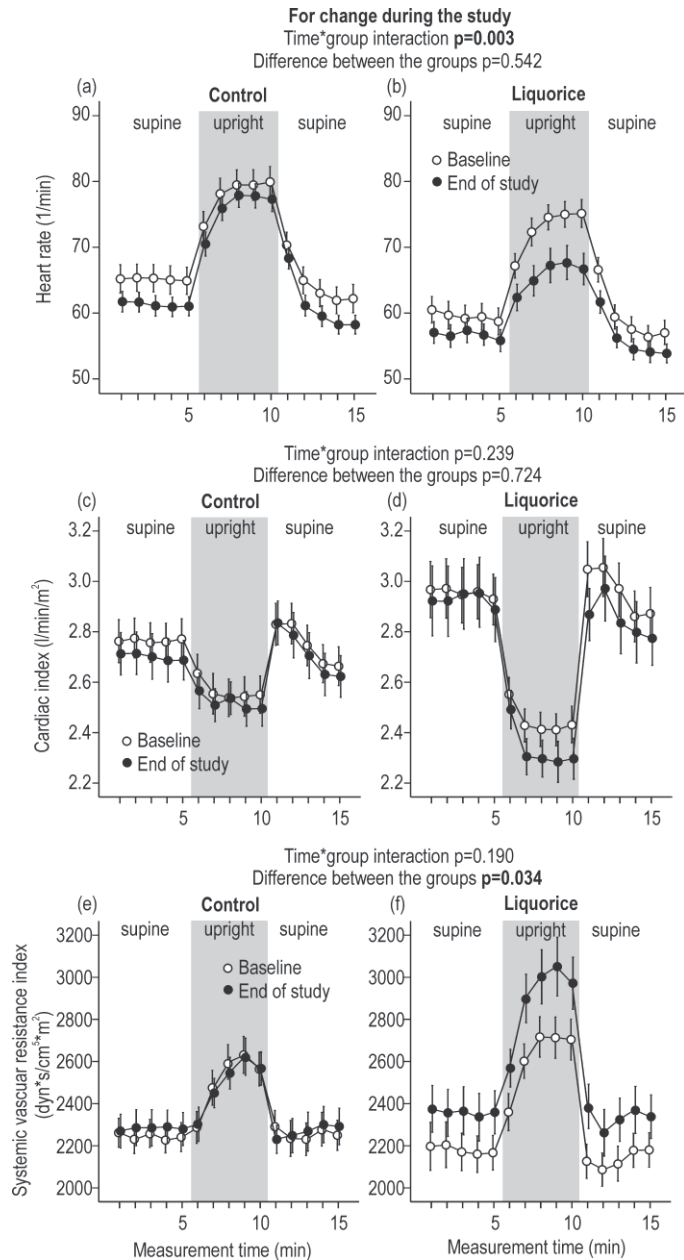 For change during the study
Time*group interaction p=0.003
Difference between the groups p=0.542
(a) Control (b) Liquorice
90 90
supine upright supine supine upright supine
Baseline
End of study
80 80
70 70
60 60
50 50
Heart rate (1/min)
5 10 15 5 10 15
Time*group interaction p=0.239
Difference between the groups p=0.724
(c) Control (d) Liquorice
3.2 3.2
supine upright supine supine upright supine
3.0 3.0
2.8 2.8
2.6 2.6
2.4 2.4
2.2 2.2
Cardiac index (l/min/m²)
Baseline
End of study
5 10 15 5 10 15
Time*group interaction p=0.190
Difference between the groups p=0.034
(e) Control (f) Liquorice
3200 3200
supine upright supine supine upright supine
Baseline
End of study
3000 3000
2800 2800
2600 2600
2400 2400
2200 2200
2000 2000
Systemic vascuar resistance index
(dyn*s/cm⁵*m²)
5 10 15 5 10 15
Measurement time (min) Measurement time (min)